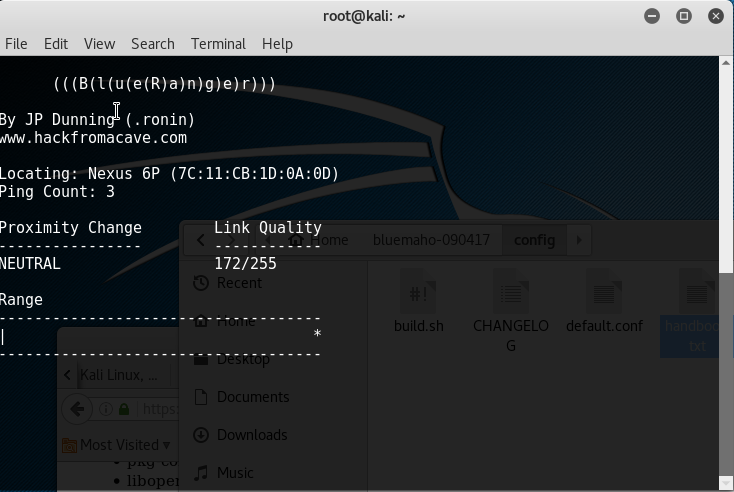 root@kali: ~
File Edit View Search Terminal Help
(((B(l(u(e(R)a)n)g)e)r)))
By JP Dunning (.ronin)
www.hackfromacave.com
Locating: Nexus 6P (7C:11:CB:1D:0A:0D)
Ping Count: 3
Proximity Change Link Quality
---------------- ------------
NEUTRAL 172/255
Range
------------------------------------
| *
------------------------------------
Home bluemaho-090417 config
Recent
Home
Desktop
Documents
Downloads
Music
#!
build.sh
CHANGELO
G
default.conf
handboo
txt
Kali Linux, ...
https:
Most Visited
pkg-co
libope